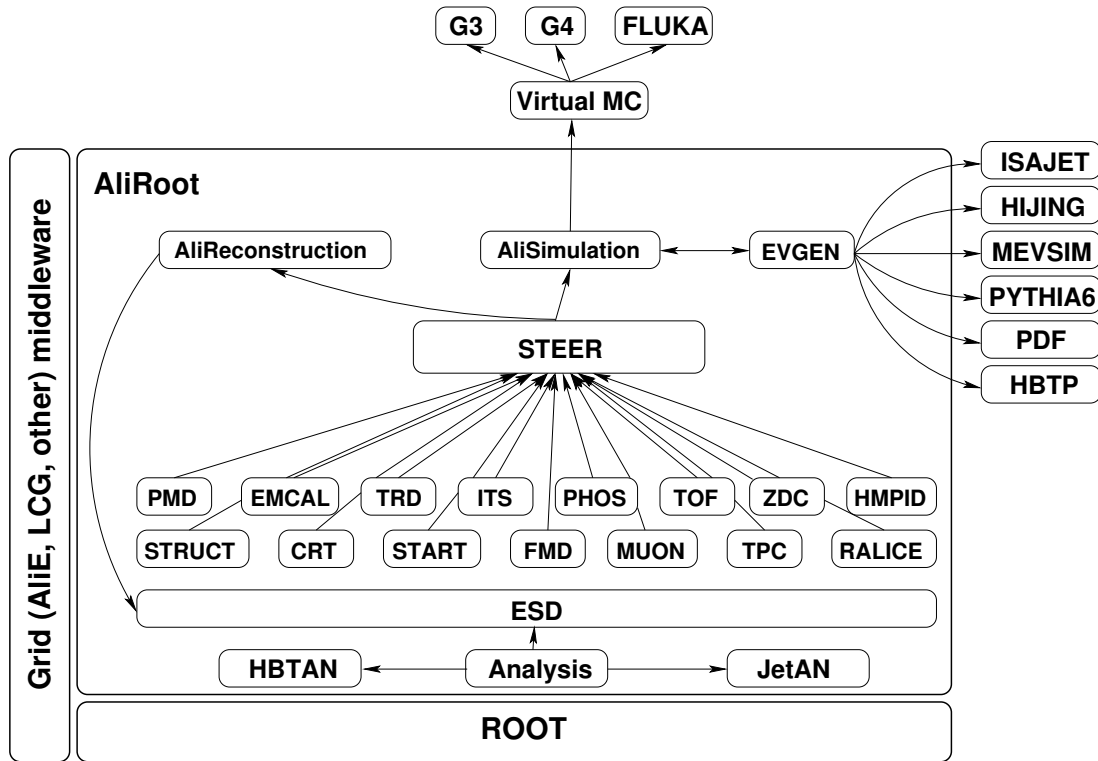 G3
G4
FLUKA
Virtual MC
Grid (AliE, LCG, other) middleware
AliRoot
ISAJET
HIJING
MEVSIM
PYTHIA6
PDF
HBTP
AliReconstruction
AliSimulation
EVGEN
STEER
PMD
EMCAL
TRD
ITS
PHOS
TOF
ZDC
HMPID
STRUCT
CRT
START
FMD
MUON
TPC
RALICE
ESD
HBTAN
Analysis
JetAN
ROOT